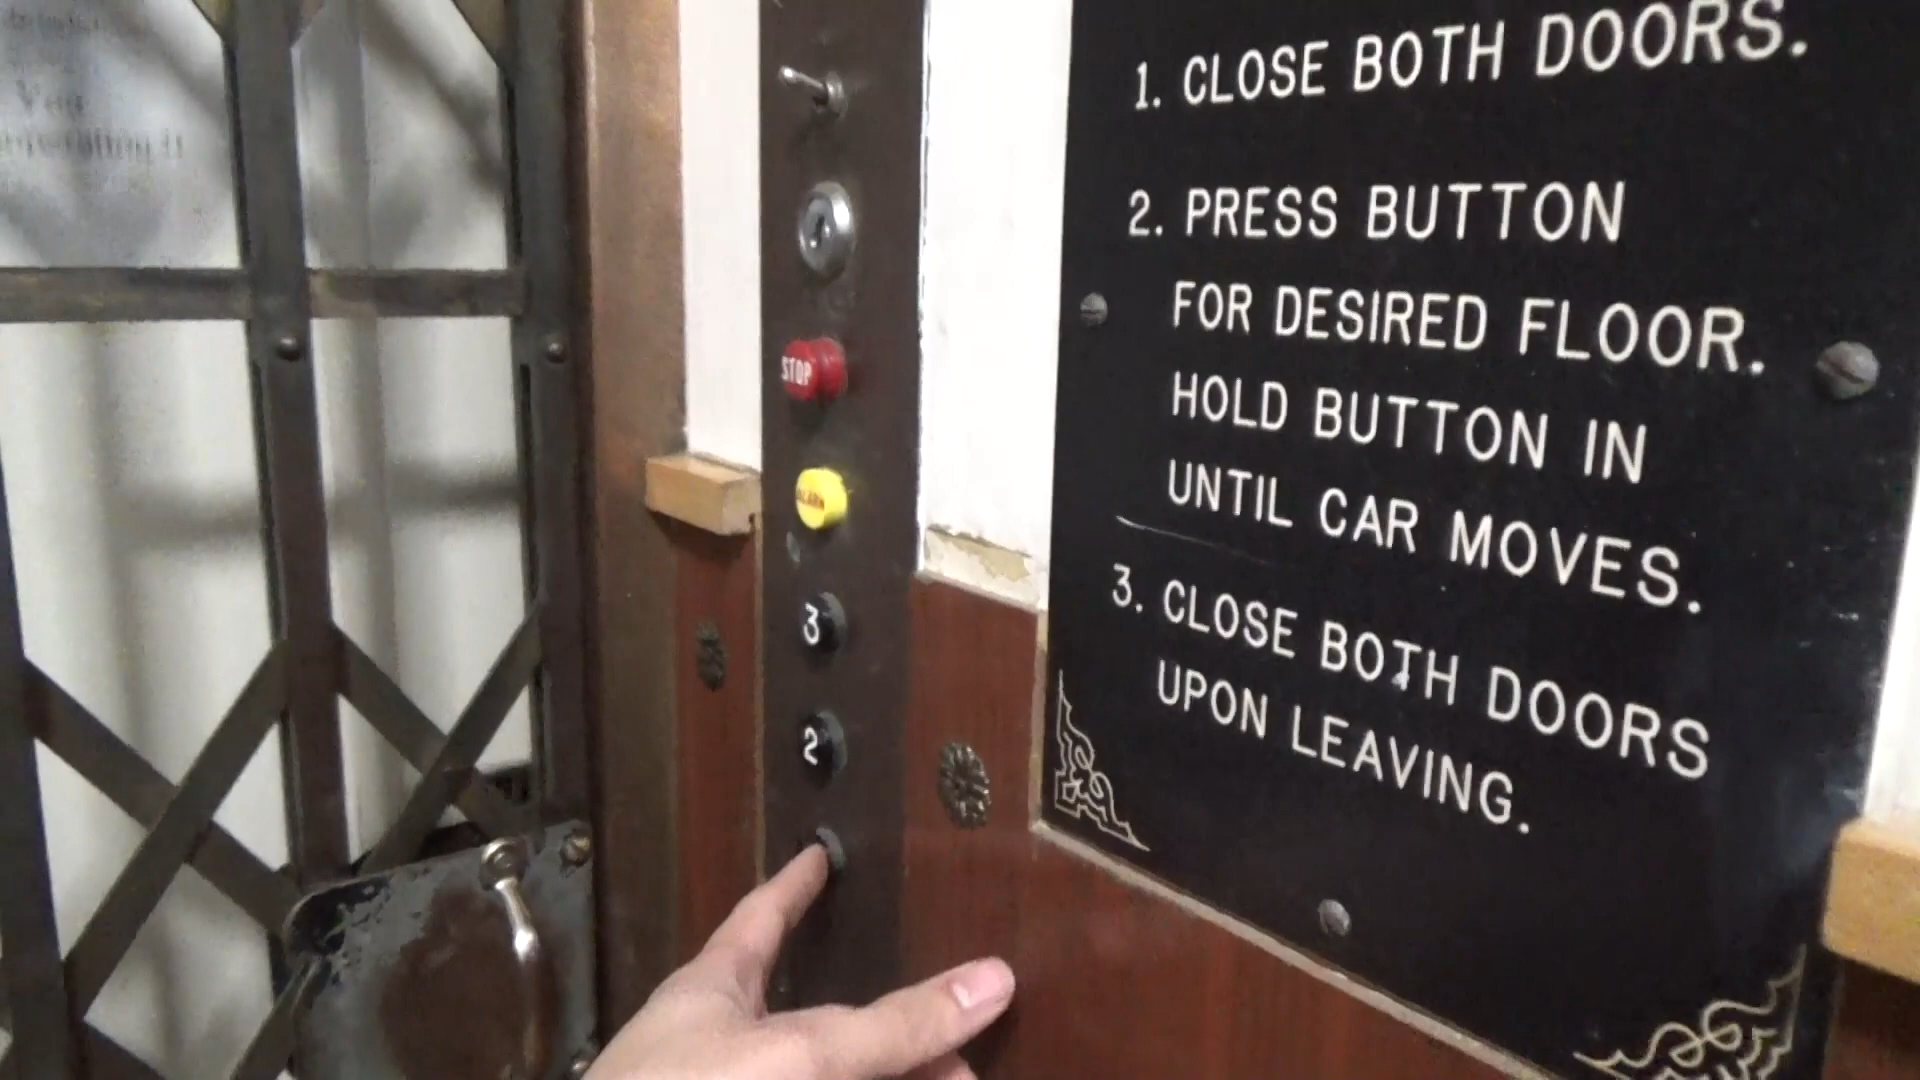 1. CLOSE BOTH DOORS.
2. PRESS BUTTON
FOR DESIRED FLOOR.
HOLD BUTTON IN
UNTIL CAR MOVES.
3. CLOSE BOTH DOORS
UPON LEAVING.
STOP
ALARM
3
2